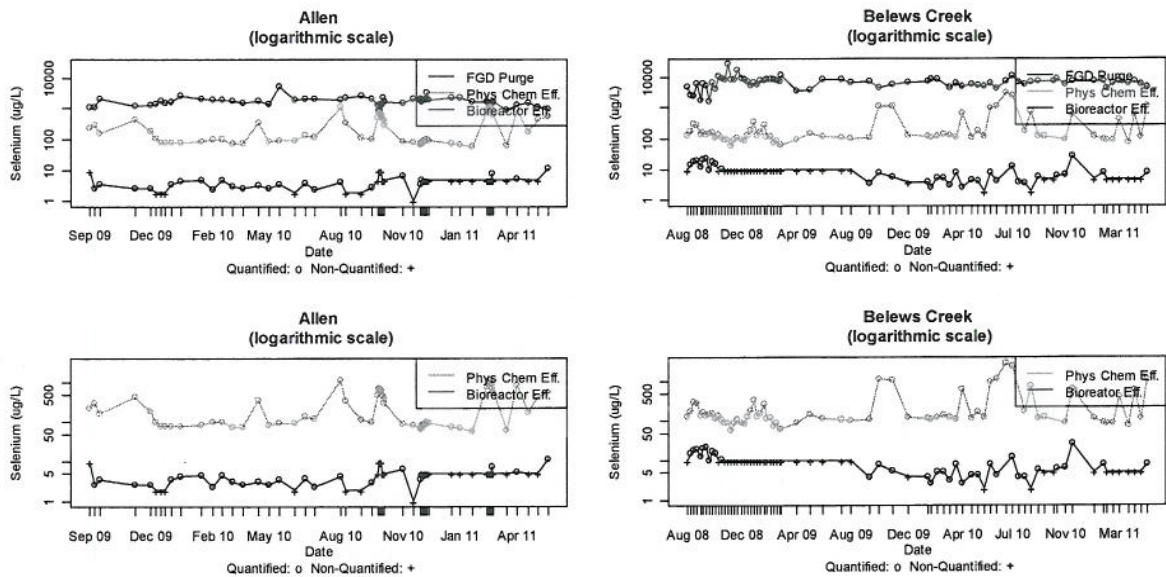 Allen
(logarithmic scale)
Selenium (ug/L)
10000
1000
100
10
1
FGD Purge
Phys Chem Eff.
Bioreactor Eff.
Sep 09 Dec 09 Feb 10 May 10 Aug 10 Nov 10 Jan 11 Apr 11
Date
Quantified: o Non-Quantified: +
Belews Creek
(logarithmic scale)
Selenium (ug/L)
10000
1000
100
10
1
FGD Purge
Phys Chem Eff.
Bioreactor Eff.
Aug 08 Dec 08 Apr 09 Jul 09 Dec 09 Apr 10 Jul 10 Nov 10 Mar 11
Date
Quantified: o Non-Quantified: +
Allen
(logarithmic scale)
Selenium (ug/L)
500
50
5
1
Phys Chem Eff.
Bioreactor Eff.
Sep 09 Dec 09 Feb 10 May 10 Aug 10 Nov 10 Jan 11 Apr 11
Date
Quantified: o Non-Quantified: +
Belews Creek
(logarithmic scale)
Selenium (ug/L)
500
50
5
1
Phys Chem Eff.
Bioreactor Eff.
Aug 08 Dec 08 Apr 09 Jul 09 Dec 09 Apr 10 Jul 10 Nov 10 Mar 11
Date
Quantified: o Non-Quantified: +